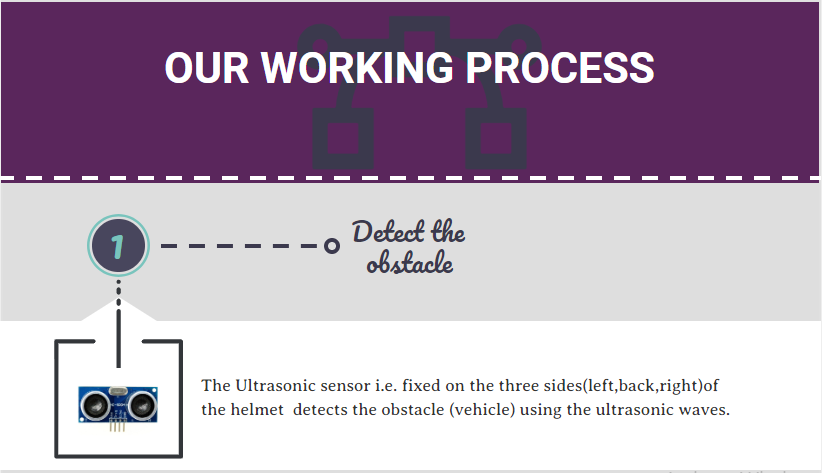 OUR WORKING PROCESS
1
Detect the
obstacle
The Ultrasonic sensor i.e. fixed on the three sides(left,back,right)of
the helmet  detects the obstacle (vehicle) using the ultrasonic waves.